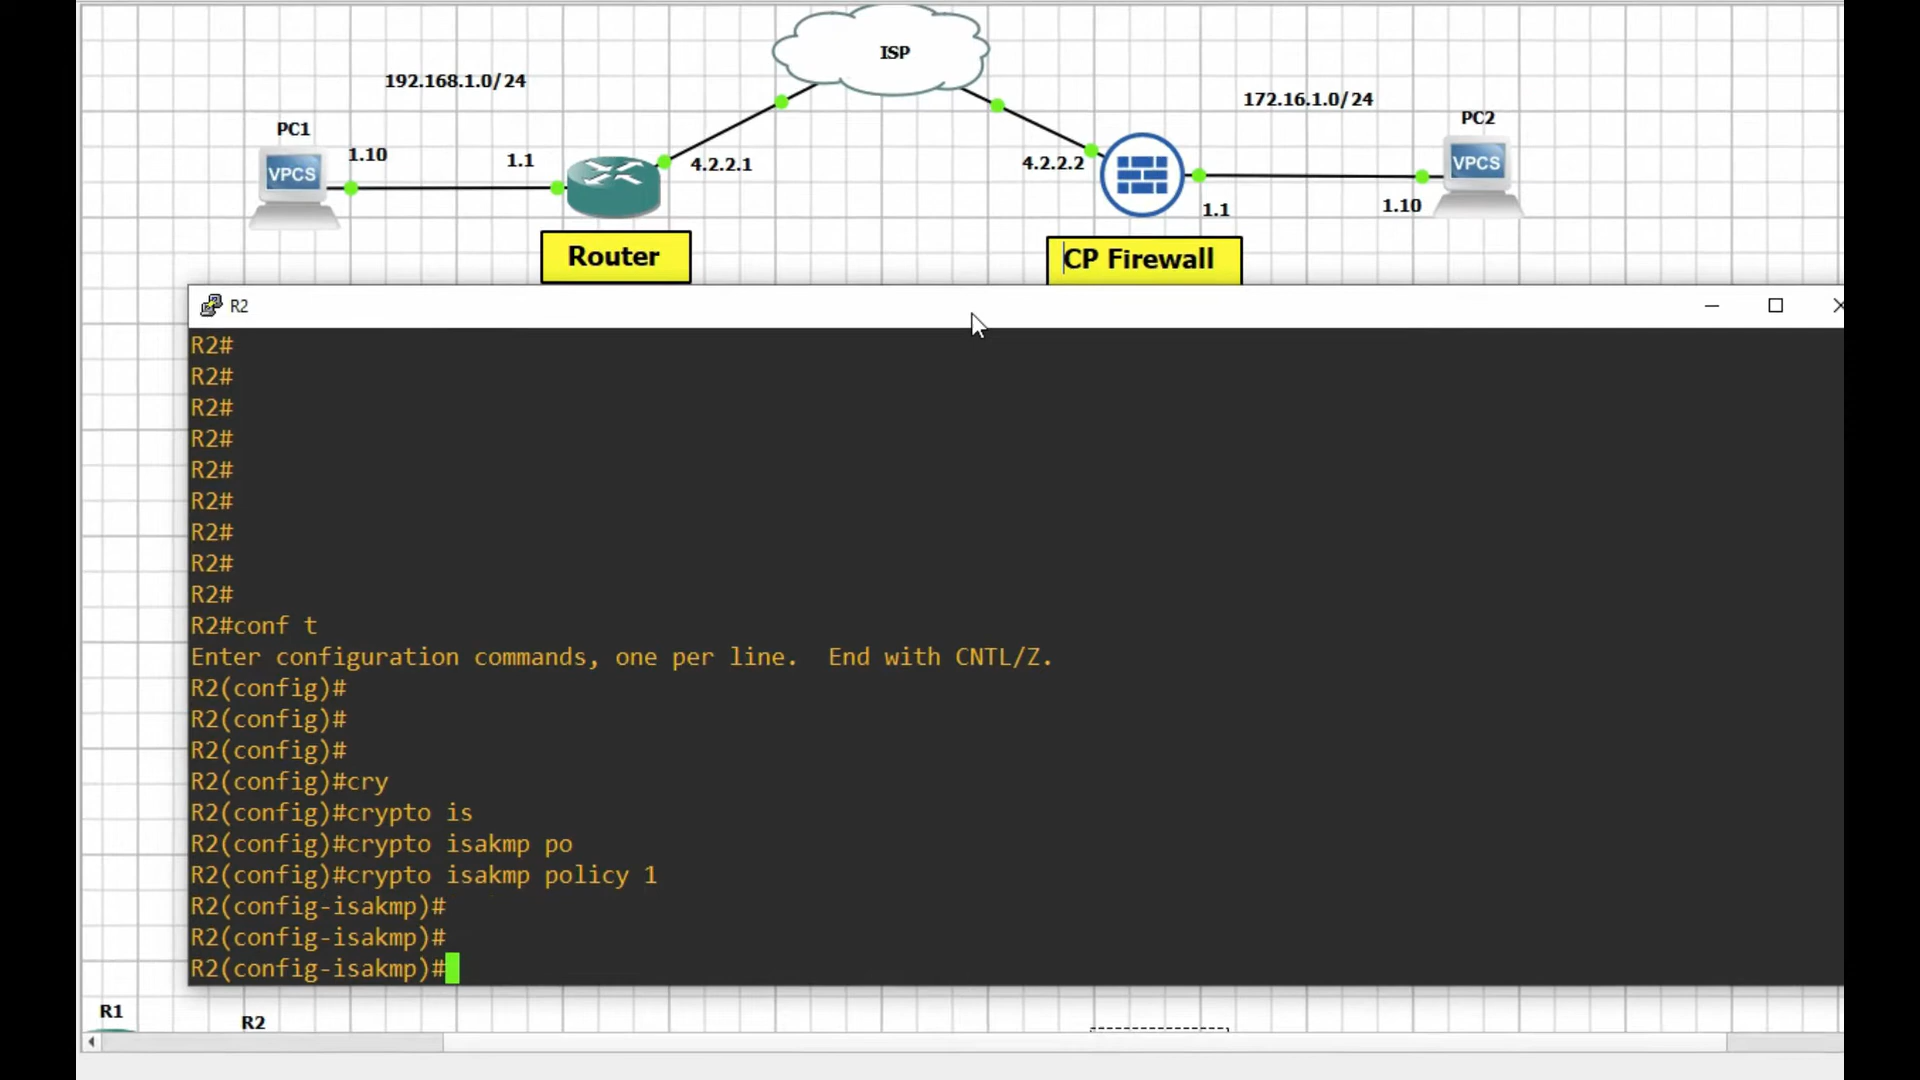 ISP
192.168.1.0/24
172.16.1.0/24
PC1
PC2
1.10
1.1
4.2.2.1
4.2.2.2
VPCS
VPCS
1.1
1.10
Router
CP Firewall
R2
R2#
R2#
R2#
R2#
R2#
R2#
R2#
R2#
R2#
R2#conf t
Enter configuration commands, one per line.  End with CNTL/Z.
R2(config)#
R2(config)#
R2(config)#
R2(config)#cry
R2(config)#crypto is
R2(config)#crypto isakmp po
R2(config)#crypto isakmp policy 1
R2(config-isakmp)#
R2(config-isakmp)#
R2(config-isakmp)#
R1
R2